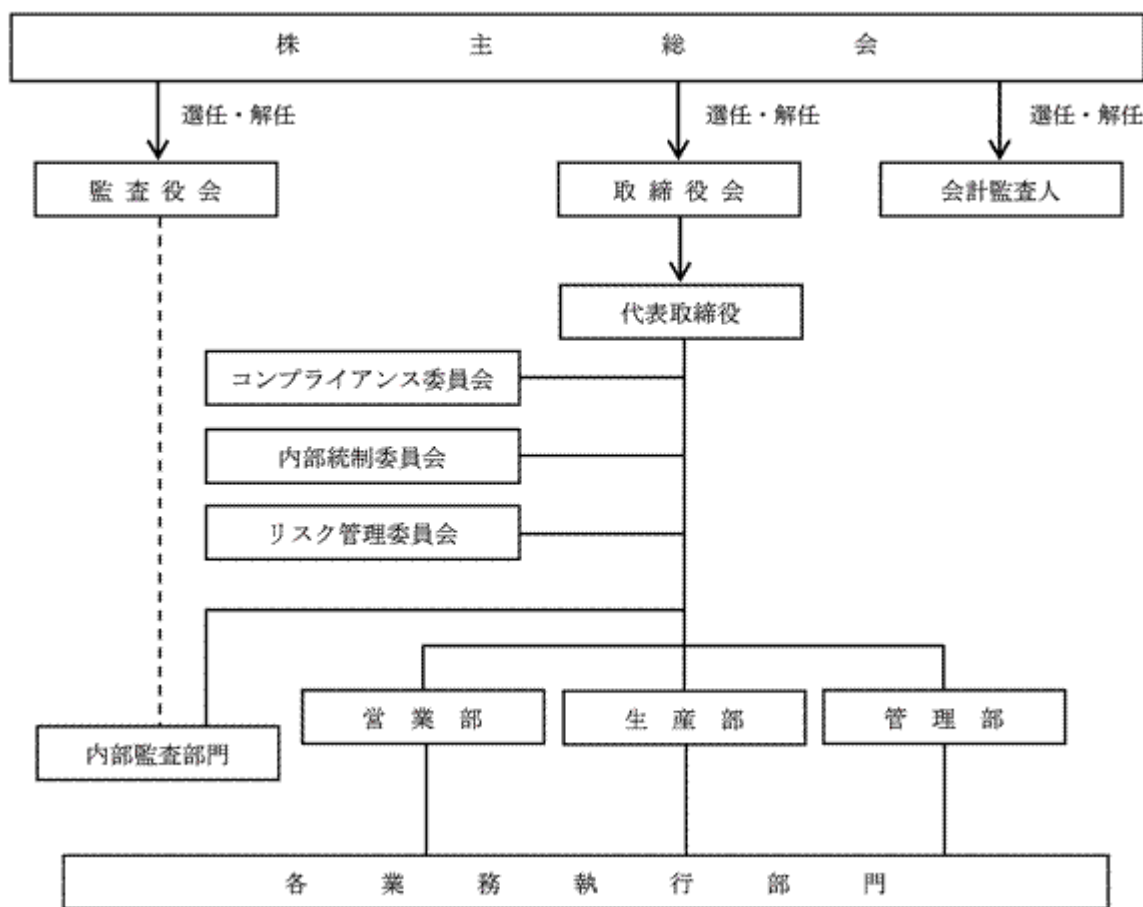 株主総会
選任・解任
選任・解任
選任・解任
監査役会
取締役会
会計監査人
代表取締役
コンプライアンス委員会
内部統制委員会
リスク管理委員会
営業部
生産部
管理部
内部監査部門
各業務執行部門